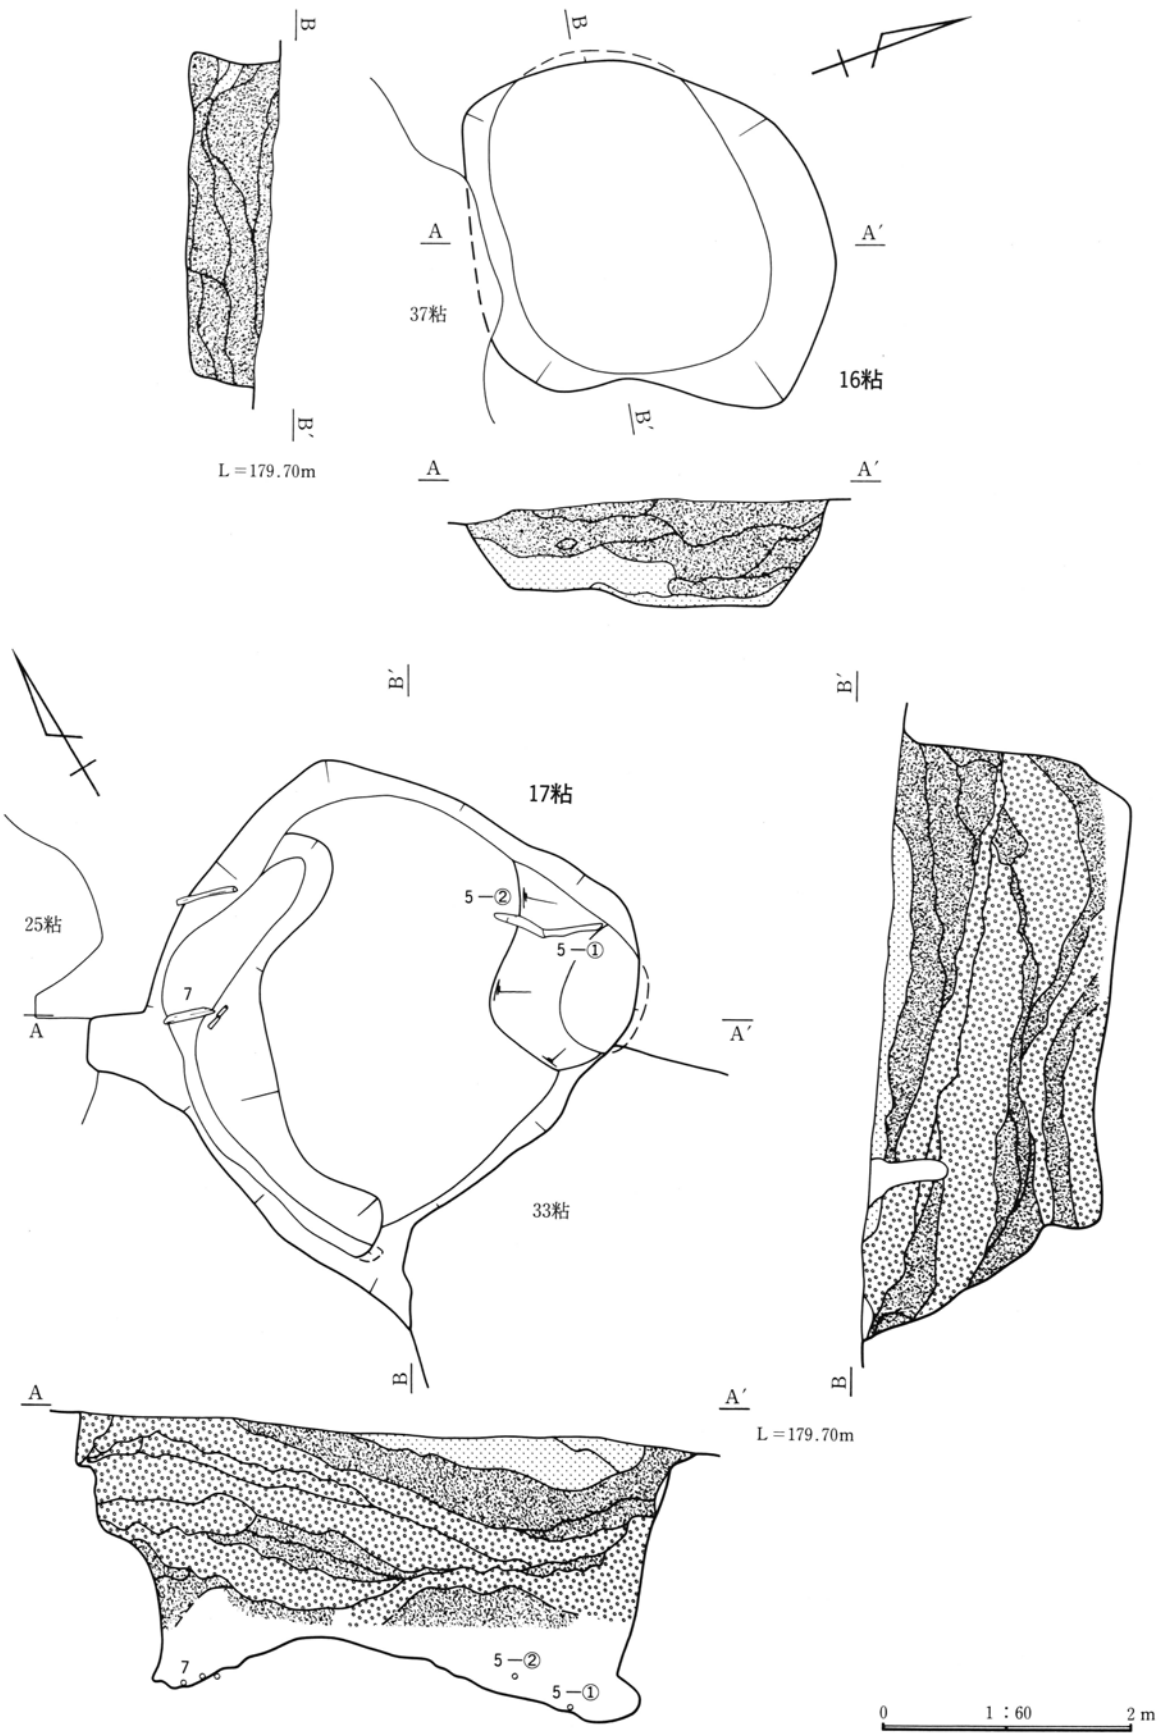 B
B
A
A′
37粘
16粘
B′
B′
L＝179.70m
A
A′
B′
B′
17粘
5—②
25粘
5—①
7
A
A′
33粘
B
B
A
A′
L＝179.70m
7
5—②
5—①
0 1：60 2 m